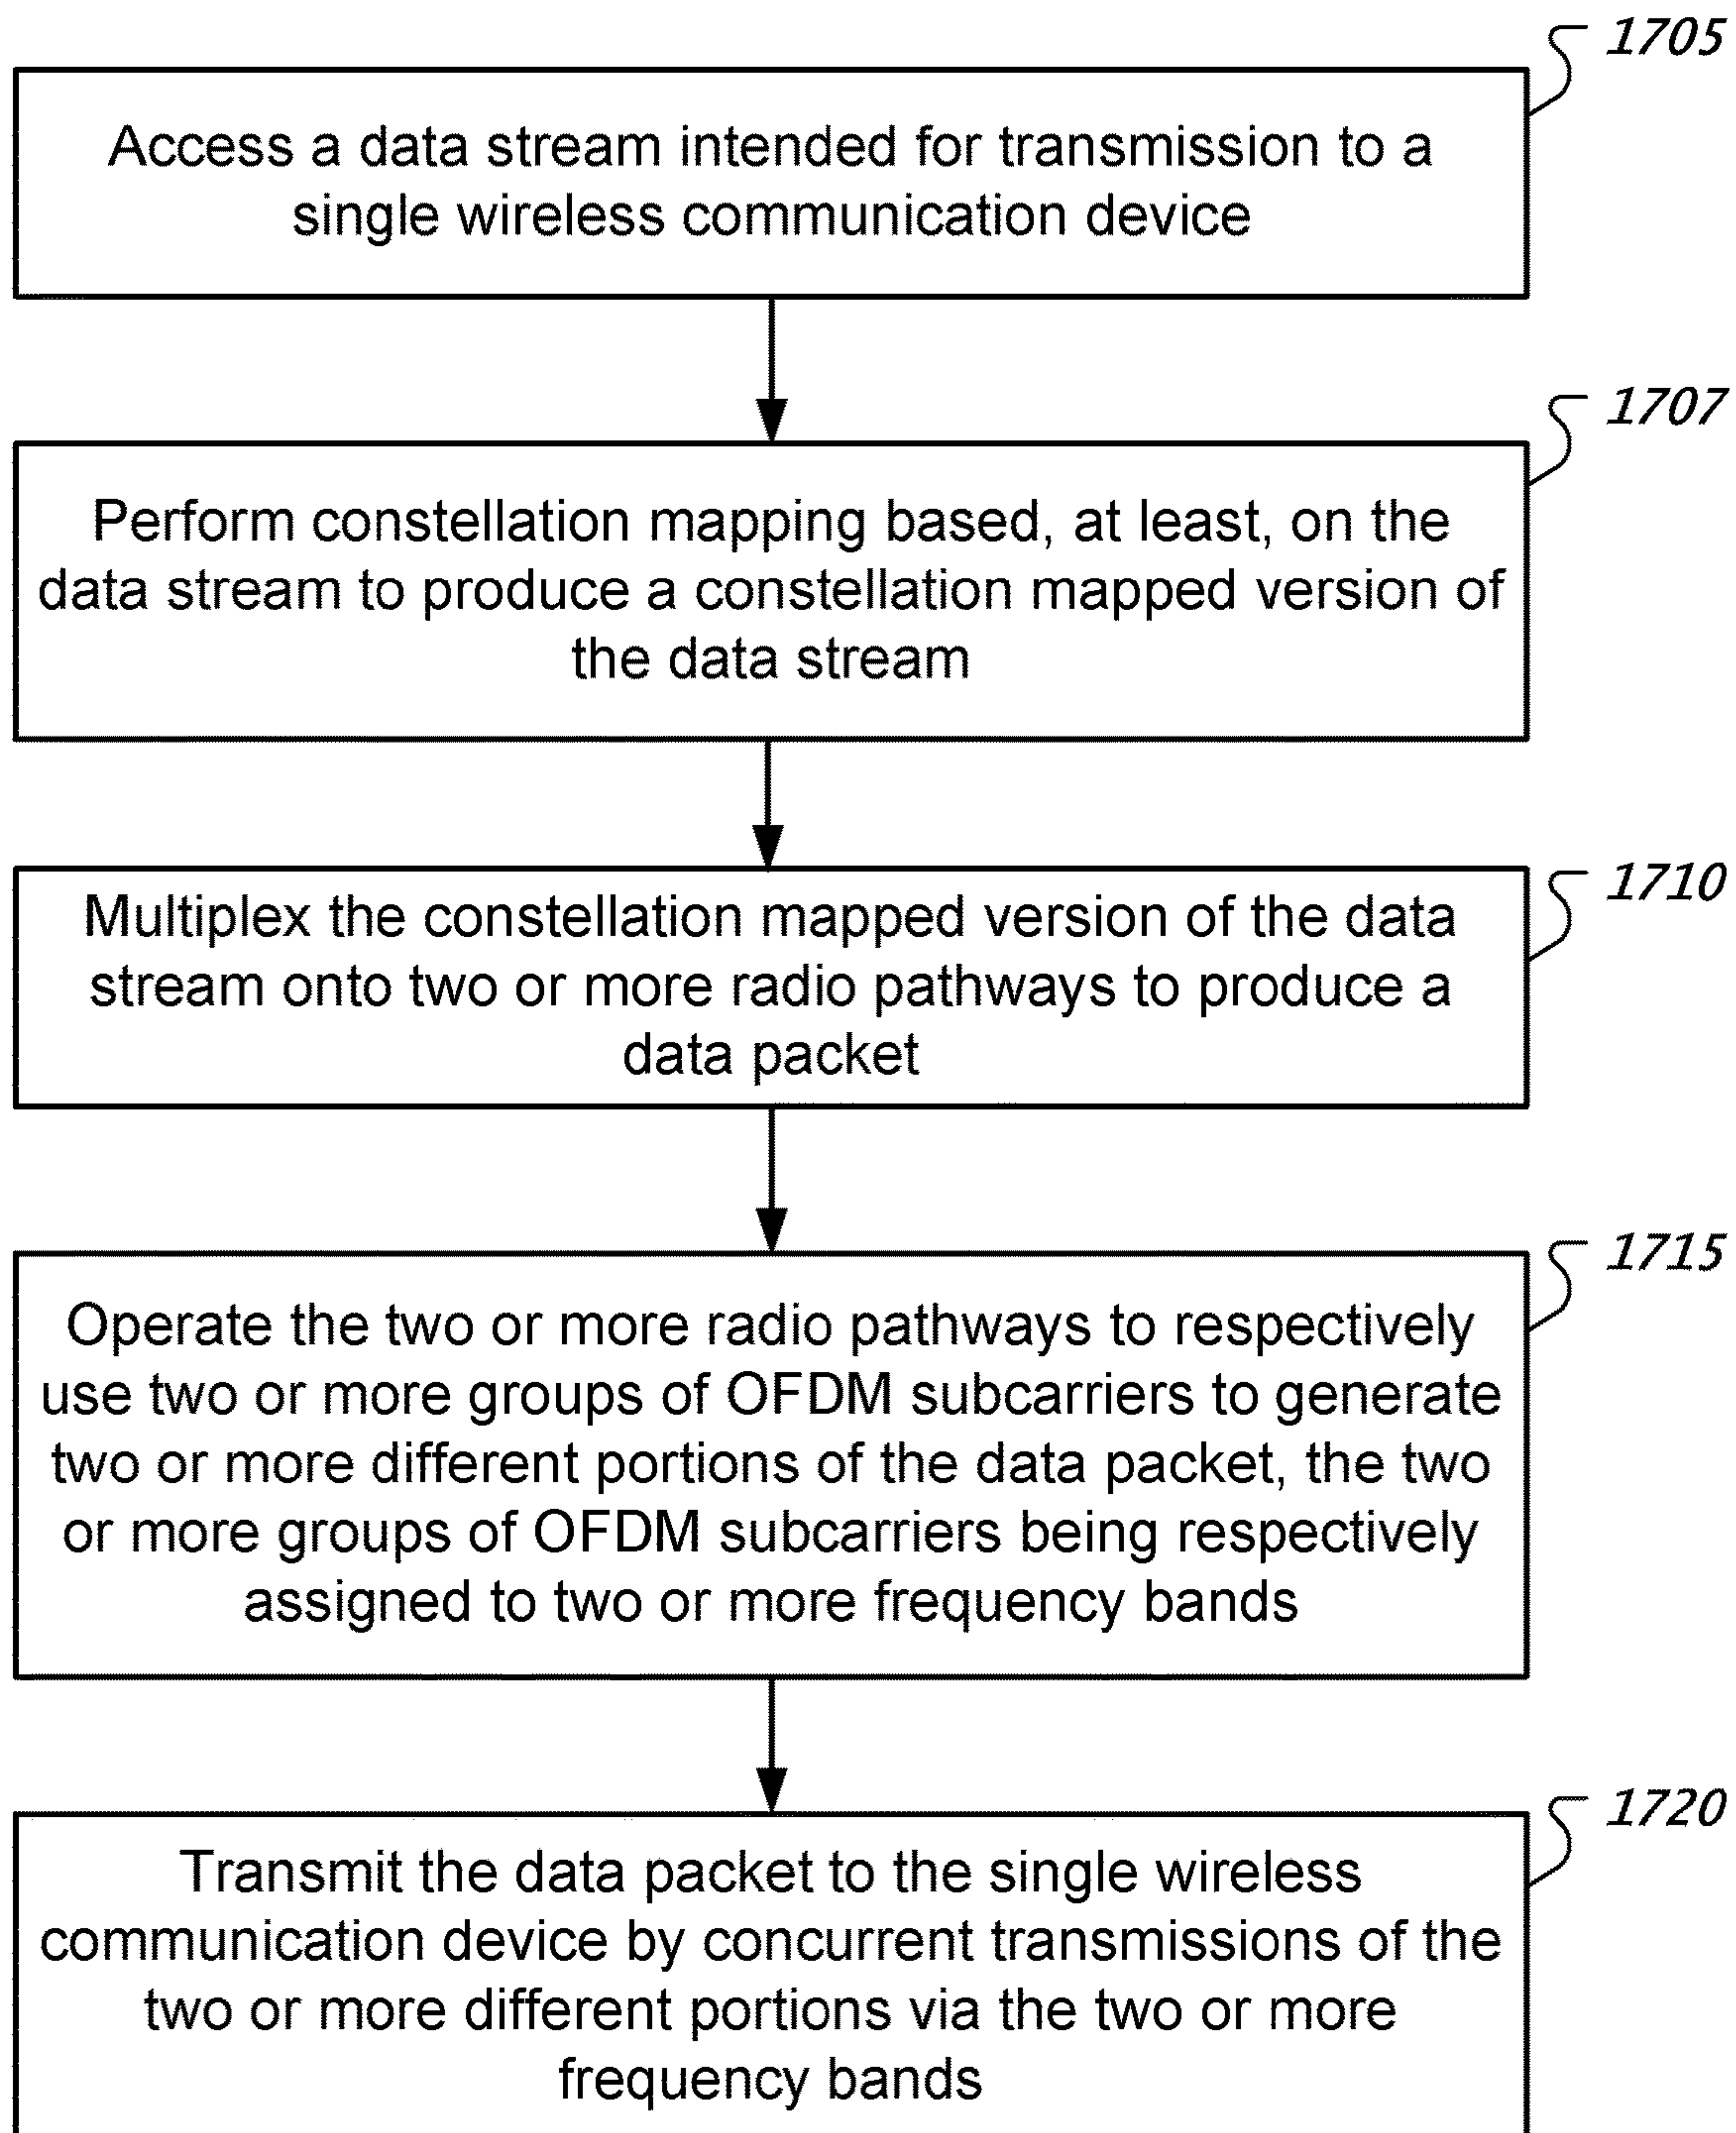 1705
Access a data stream intended for transmission to a
single wireless communication device
1707
Perform constellation mapping based, at least, on the
data stream to produce a constellation mapped version of
the data stream
1710
Multiplex the constellation mapped version of the data
stream onto two or more radio pathways to produce a
data packet
1715
Operate the two or more radio pathways to respectively
use two or more groups of OFDM subcarriers to generate
two or more different portions of the data packet, the two
or more groups of OFDM subcarriers being respectively
assigned to two or more frequency bands
1720
Transmit the data packet to the single wireless
communication device by concurrent transmissions of the
two or more different portions via the two or more
frequency bands